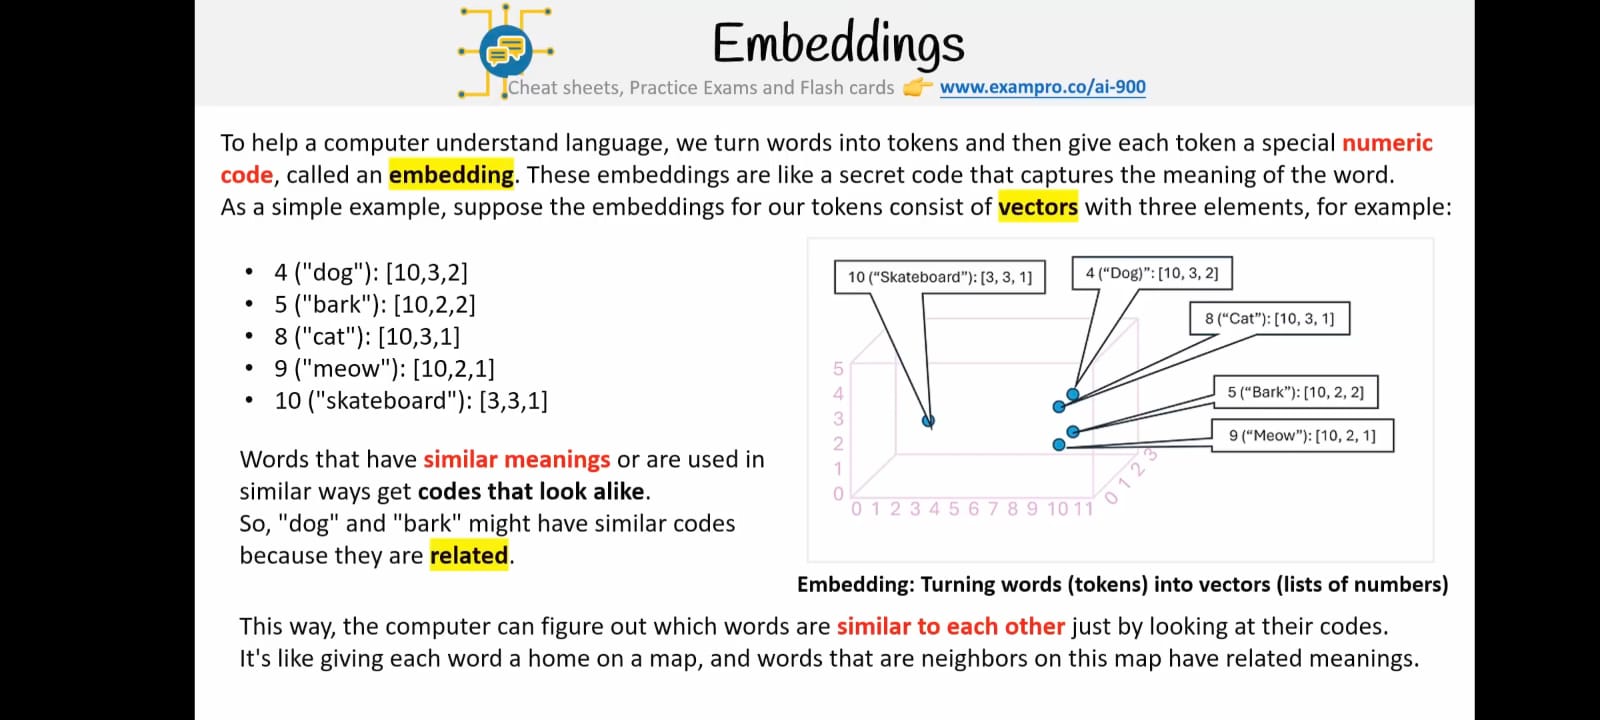 Embeddings
Cheat sheets, Practice Exams and Flash cards 👉 www.exampro.co/ai-900
To help a computer understand language, we turn words into tokens and then give each token a special numeric
code, called an embedding. These embeddings are like a secret code that captures the meaning of the word.
As a simple example, suppose the embeddings for our tokens consist of vectors with three elements, for example:
• 4 ("dog"): [10,3,2]
• 5 ("bark"): [10,2,2]
• 8 ("cat"): [10,3,1]
• 9 ("meow"): [10,2,1]
• 10 ("skateboard"): [3,3,1]
Words that have similar meanings or are used in
similar ways get codes that look alike.
So, "dog" and "bark" might have similar codes
because they are related.
10 (“Skateboard”): [3, 3, 1]
4 (“Dog)”: [10, 3, 2]
8 (“Cat”): [10, 3, 1]
5 (“Bark”): [10, 2, 2]
9 (“Meow”): [10, 2, 1]
5
4
3
2
1
0
0 1 2 3 4 5 6 7 8 9 10 11
0 1 2 3
Embedding: Turning words (tokens) into vectors (lists of numbers)
This way, the computer can figure out which words are similar to each other just by looking at their codes.
It's like giving each word a home on a map, and words that are neighbors on this map have related meanings.